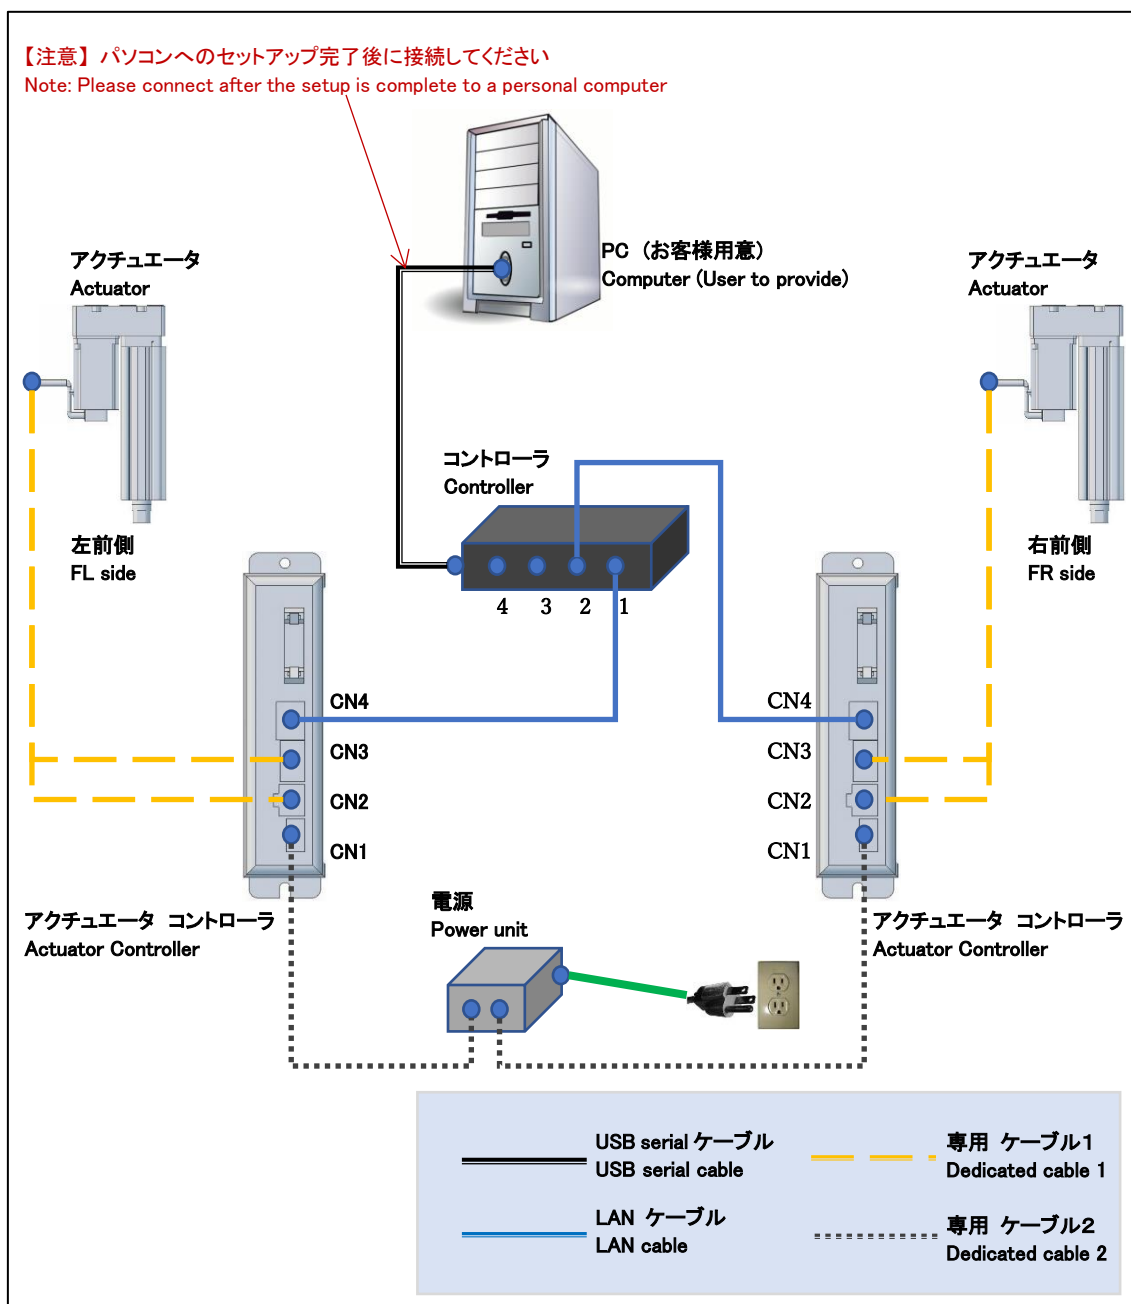 【注意】 パソコンへのセットアップ完了後に接続してください
Note: Please connect after the setup is complete to a personal computer
PC （お客様用意）
Computer (User to provide)
アクチュエータ
Actuator
アクチュエータ
Actuator
コントローラ
Controller
左前側
FL side
右前側
FR side
4 3 2 1
CN4
CN3
CN2
CN1
CN4
CN3
CN2
CN1
アクチュエータ コントローラ
Actuator Controller
電源
Power unit
アクチュエータ コントローラ
Actuator Controller
USB serial ケーブル
USB serial cable
専用 ケーブル１
Dedicated cable 1
LAN ケーブル
LAN cable
専用 ケーブル２
Dedicated cable 2